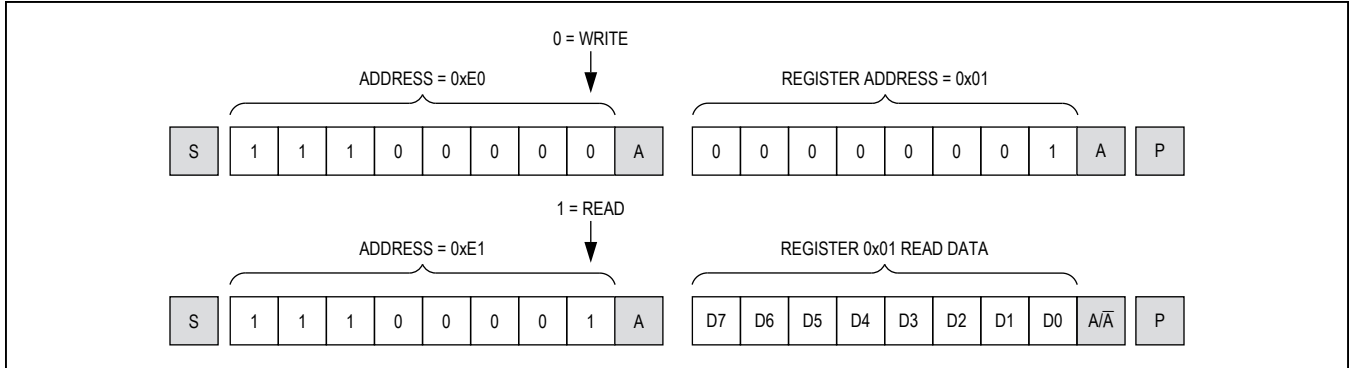 0 = WRITE
ADDRESS = 0xE0 REGISTER ADDRESS = 0x01
S 1 1 1 0 0 0 0 0 A 0 0 0 0 0 0 0 1 A P
1 = READ
ADDRESS = 0xE1 REGISTER 0x01 READ DATA
S 1 1 1 0 0 0 0 1 A D7 D6 D5 D4 D3 D2 D1 D0 A/A̅ P